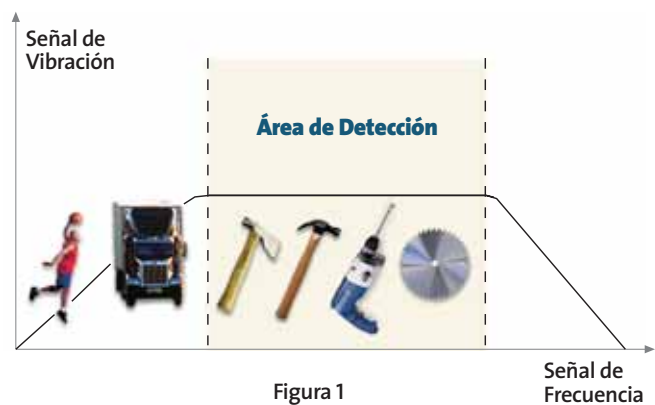 Señal de
Vibración
Área de Detección
Señal de
Frecuencia
Figura 1